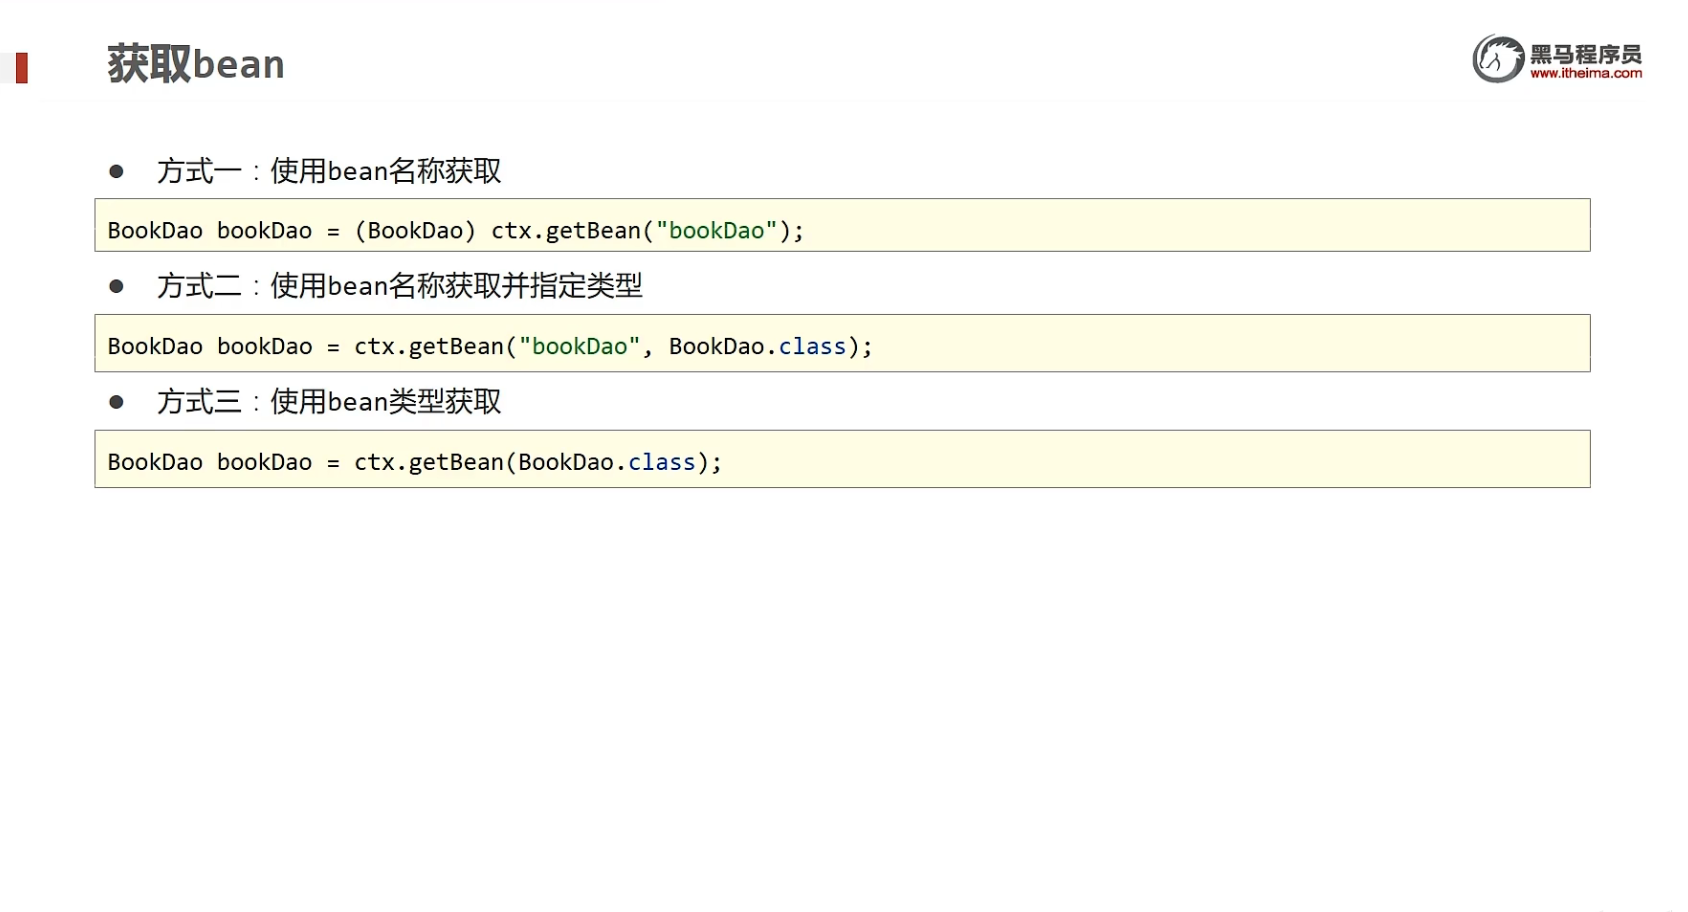 获取bean
黑马程序员
www.itheima.com
● 方式一：使用bean名称获取
BookDao bookDao = (BookDao) ctx.getBean("bookDao");
● 方式二：使用bean名称获取并指定类型
BookDao bookDao = ctx.getBean("bookDao", BookDao.class);
● 方式三：使用bean类型获取
BookDao bookDao = ctx.getBean(BookDao.class);